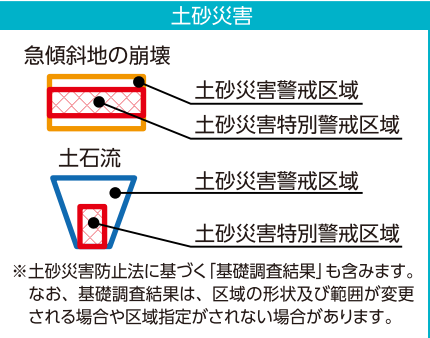 土砂災害
急傾斜地の崩壊
土砂災害警戒区域
土砂災害特別警戒区域
土石流
土砂災害警戒区域
土砂災害特別警戒区域
※土砂災害防止法に基づく「基礎調査結果」も含みます。
なお、基礎調査結果は、区域の形状及び範囲が変更
される場合や区域指定がされない場合があります。